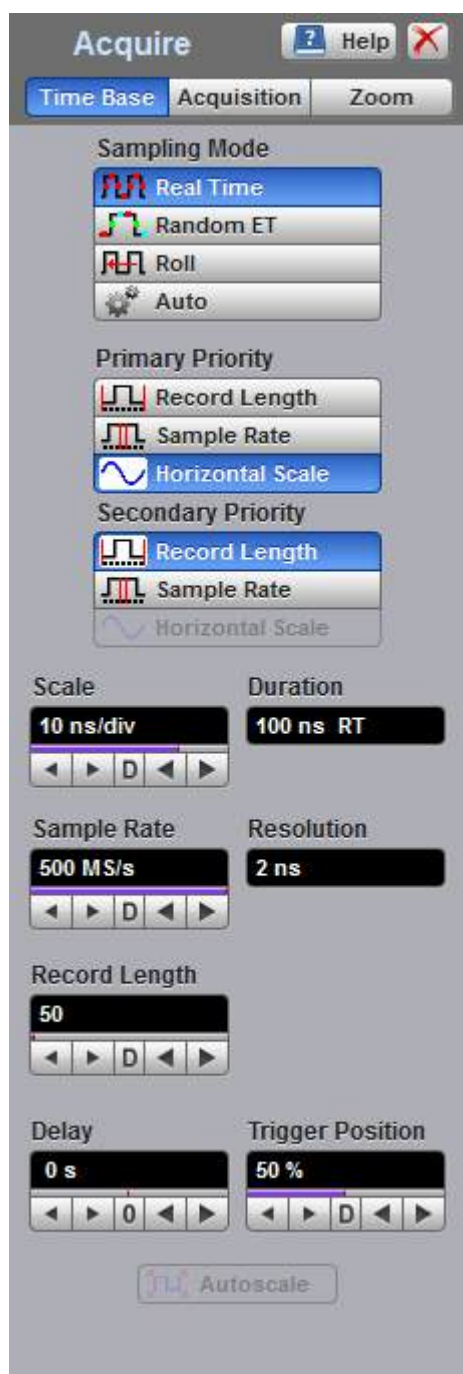 Acquire
Help
Time Base Acquisition Zoom
Sampling Mode
Real Time
Random ET
Roll
Auto
Primary Priority
Record Length
Sample Rate
Horizontal Scale
Secondary Priority
Record Length
Sample Rate
Horizontal Scale
Scale Duration
10 ns/div 100 ns RT
D
Sample Rate Resolution
500 MS/s 2 ns
D
Record Length
50
D
Delay Trigger Position
0 s 50 %
0 D
Autoscale